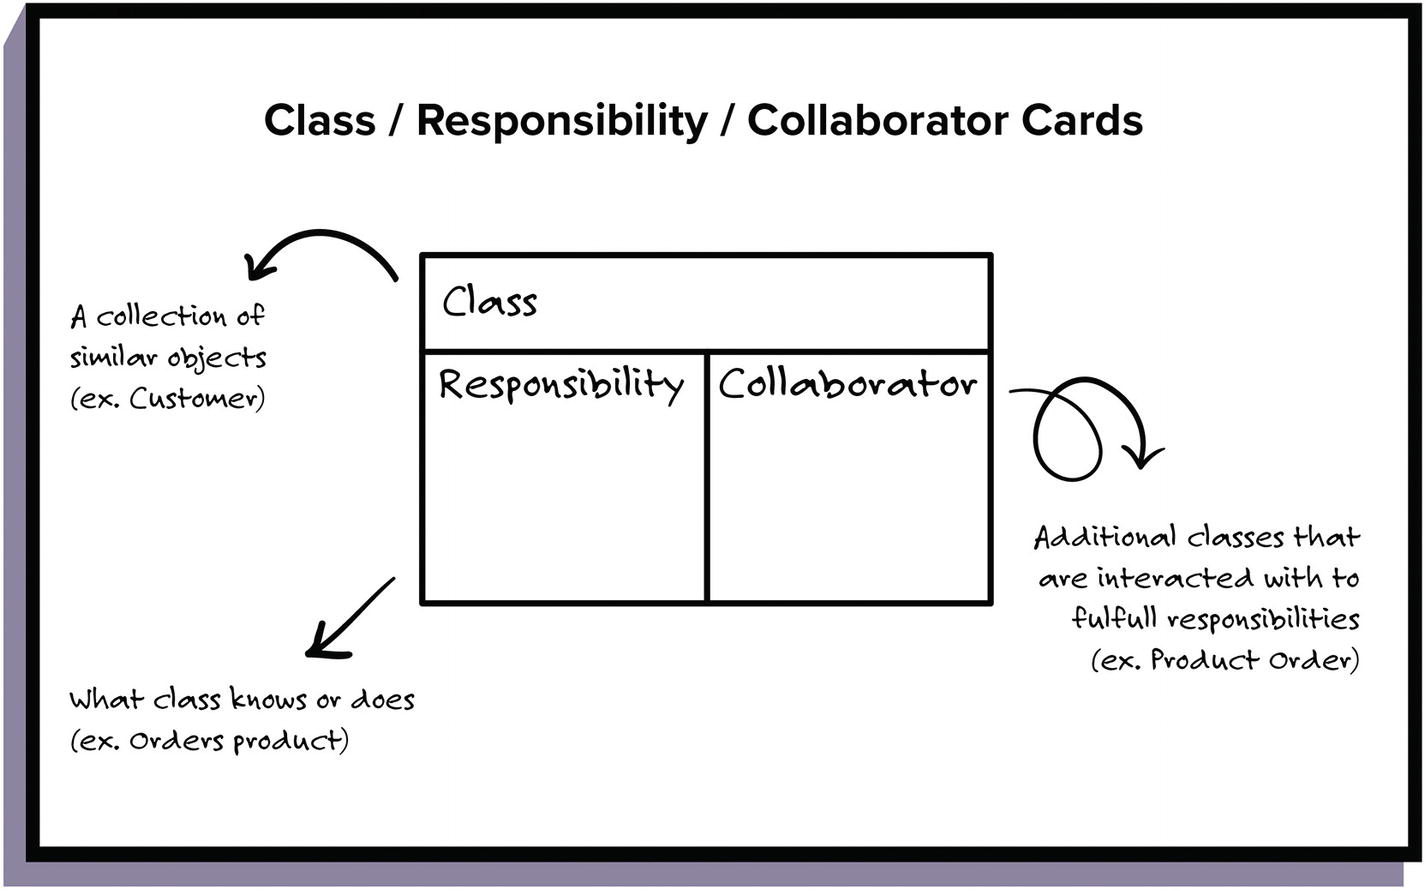 Class / Responsibility / Collaborator Cards
A collection of
similar objects
(ex. Customer)
Class
Responsibility
Collaborator
Additional classes that
are interacted with to
fulfull responsibilities
(ex. Product Order)
What class knows or does
(ex. Orders product)